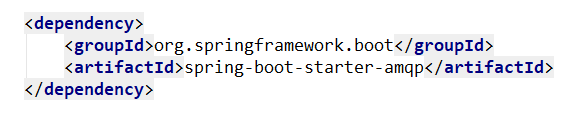 <dependency>
    <groupId>org.springframework.boot</groupId>
    <artifactId>spring-boot-starter-amqp</artifactId>
</dependency>